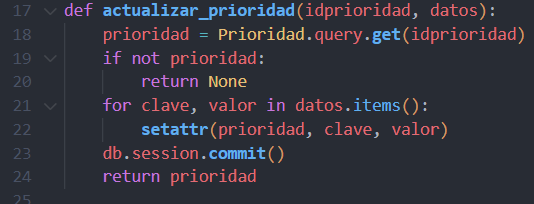 17 def actualizar_prioridad(idprioridad, datos):
18     prioridad = Prioridad.query.get(idprioridad)
19     if not prioridad:
20         return None
21     for clave, valor in datos.items():
22         setattr(prioridad, clave, valor)
23     db.session.commit()
24     return prioridad
25